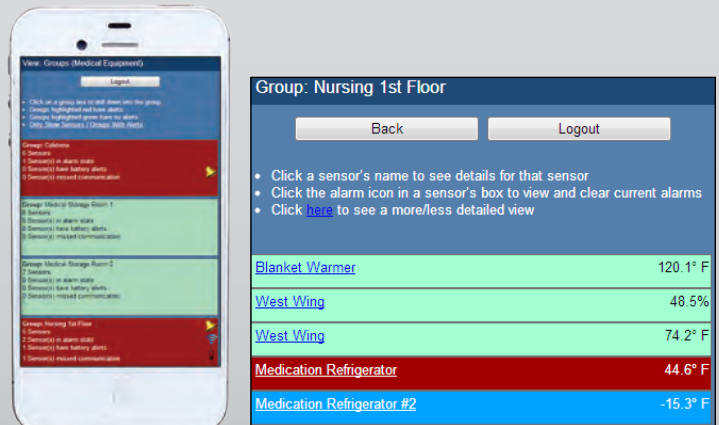 View: Groups (Medical Equipment)
Logout
Click on a group box to drill down into the group
Groups highlighted red have alerts
Groups highlighted green have no alerts
Only Show Sensors / Groups With Alerts
Group: Cafeteria
6 Sensors
1 Sensor(s) in alarm state
0 Sensor(s) have battery alerts
0 Sensor(s) missed communication
Group: Medical Storage Room 1
6 Sensors
0 Sensor(s) in alarm state
0 Sensor(s) have battery alerts
0 Sensor(s) missed communication
Group: Medical Storage Room 2
7 Sensors
0 Sensor(s) in alarm state
0 Sensor(s) have battery alerts
0 Sensor(s) missed communication
Group: Nursing 1st Floor
6 Sensors
2 Sensor(s) in alarm state
1 Sensor(s) have battery alerts
1 Sensor(s) missed communication
Group: Nursing 1st Floor
Back Logout
Click a sensor's name to see details for that sensor
Click the alarm icon in a sensor's box to view and clear current alarms
Click here to see a more/less detailed view
Blanket Warmer 120.1° F
West Wing 48.5%
West Wing 74.2° F
Medication Refrigerator 44.6° F
Medication Refrigerator #2 -15.3° F